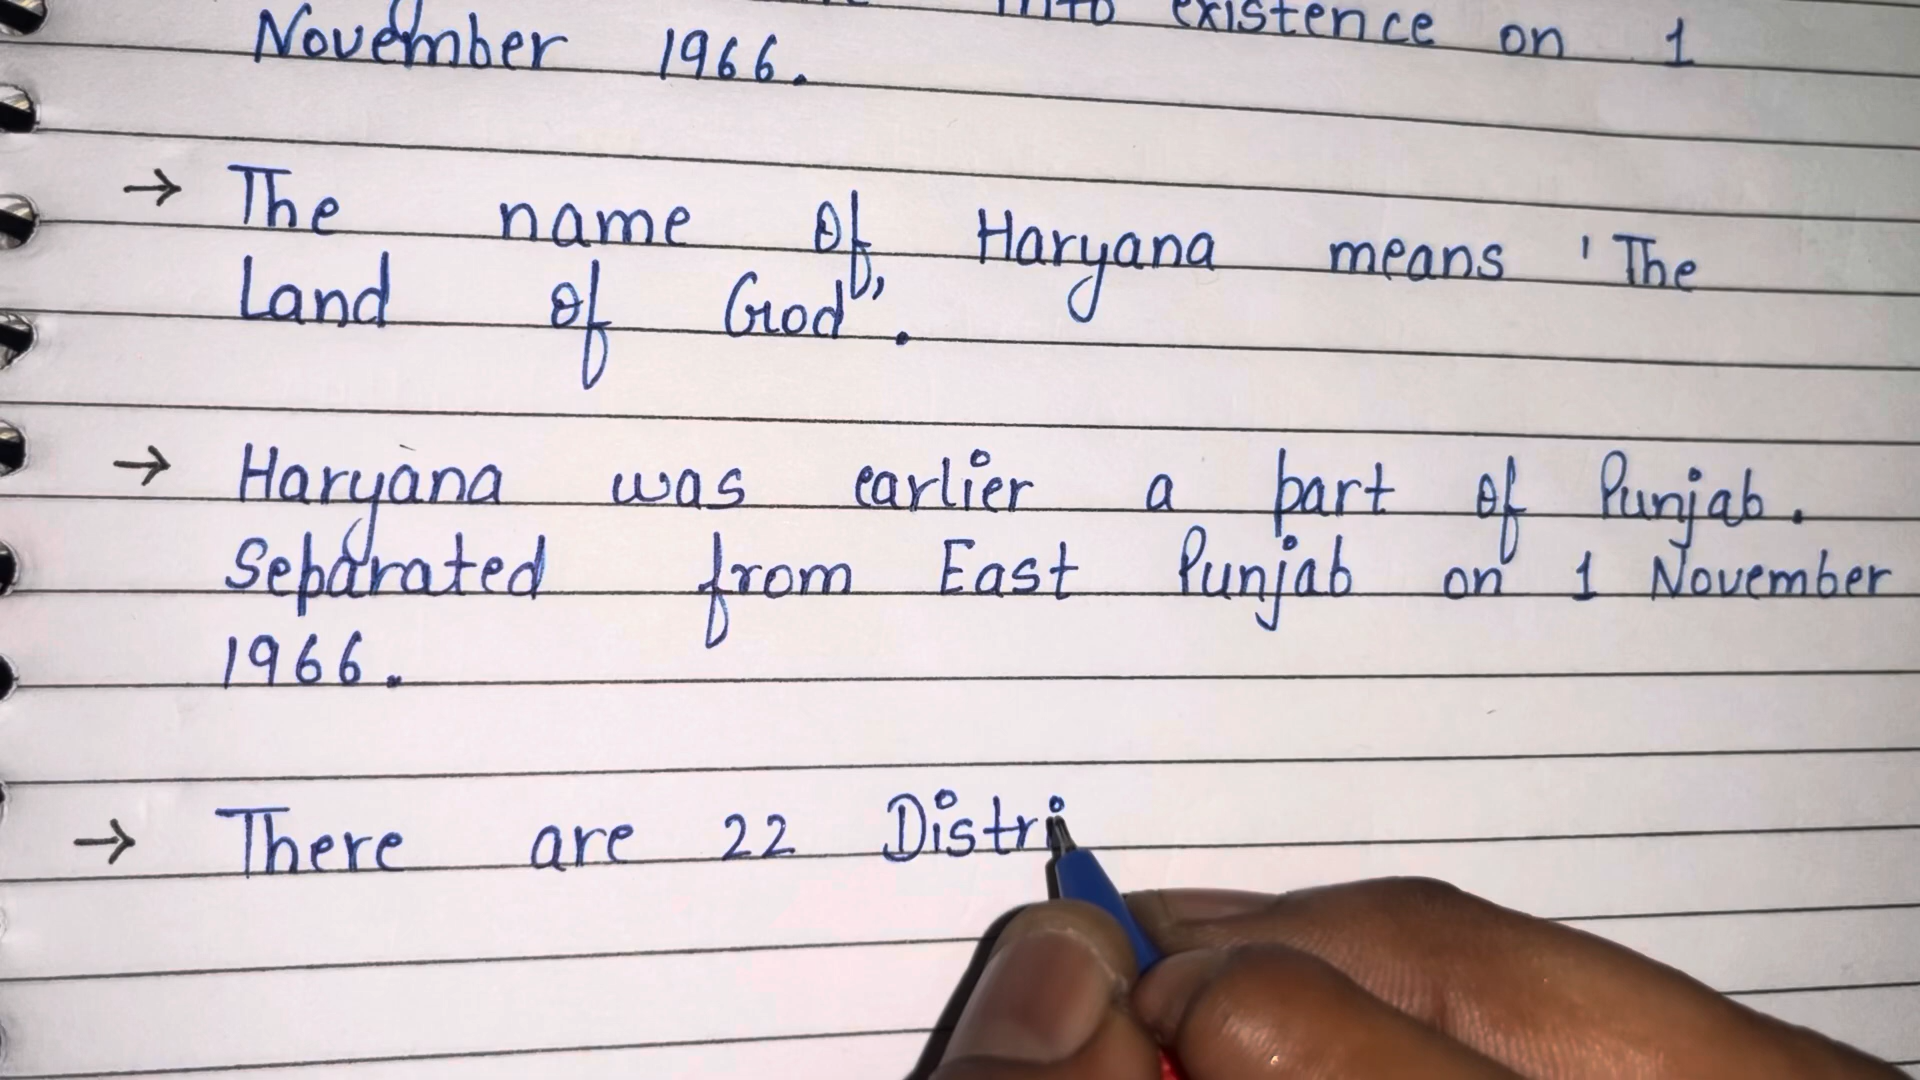 into existence on 1
November 1966.
→ The name of Haryana means 'The
Land of God'.
→ Haryana was earlier a part of Punjab.
Separated from East Punjab on 1 November
1966.
→ There are 22 Distri